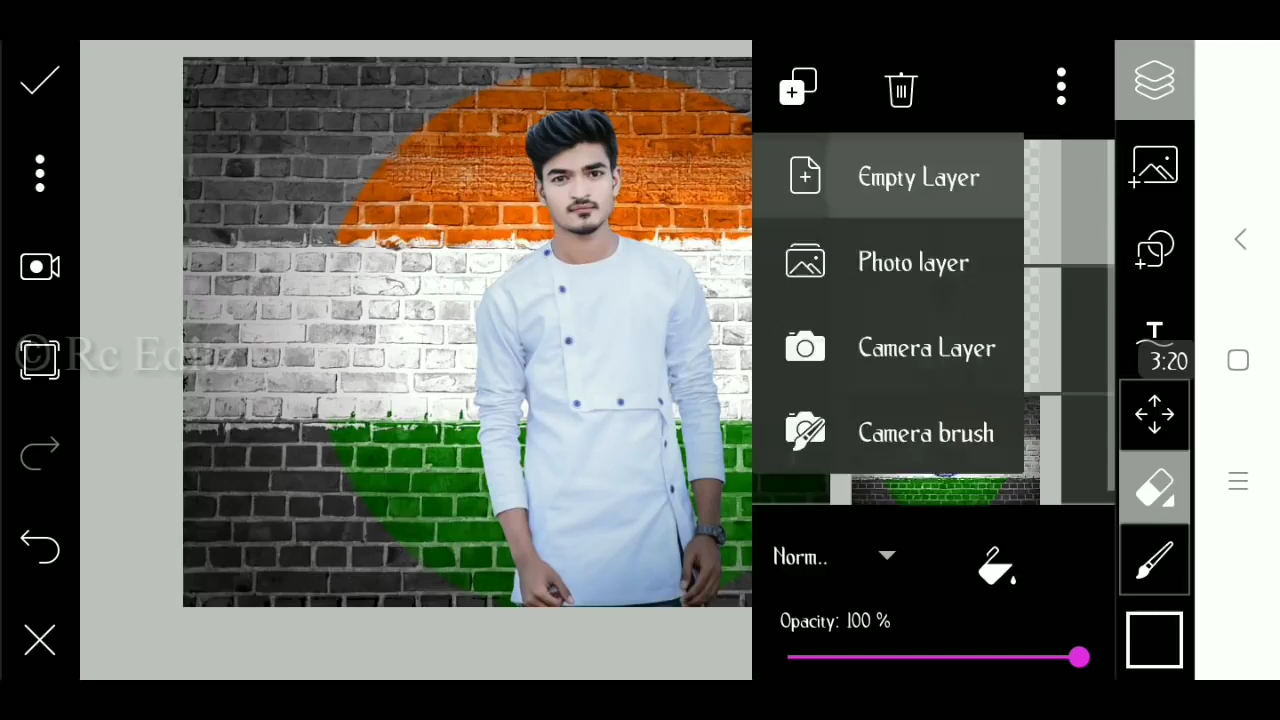 Empty Layer
Photo layer
Camera Layer
Camera brush
T
3:20
© Rc Editz
Norm..
Opacity: 100 %